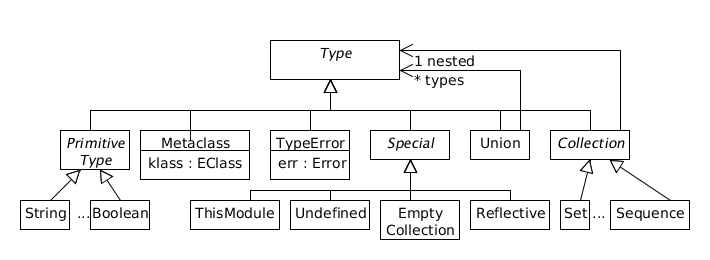 Type
1 nested
* types
Primitive
Type
Metaclass
klass : EClass
TypeError
err : Error
Special
Union
Collection
String
...
Boolean
ThisModule
Undefined
Empty
Collection
Reflective
Set
...
Sequence